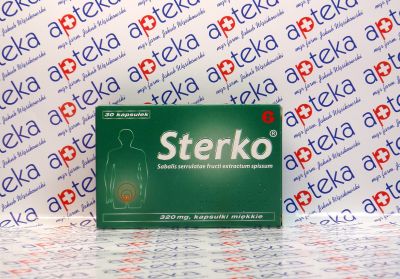 30 kapsułek
G
Sterko®
Sabalis serrulatae fructi extractum spissum
320 mg, kapsułki miękkie
apteka